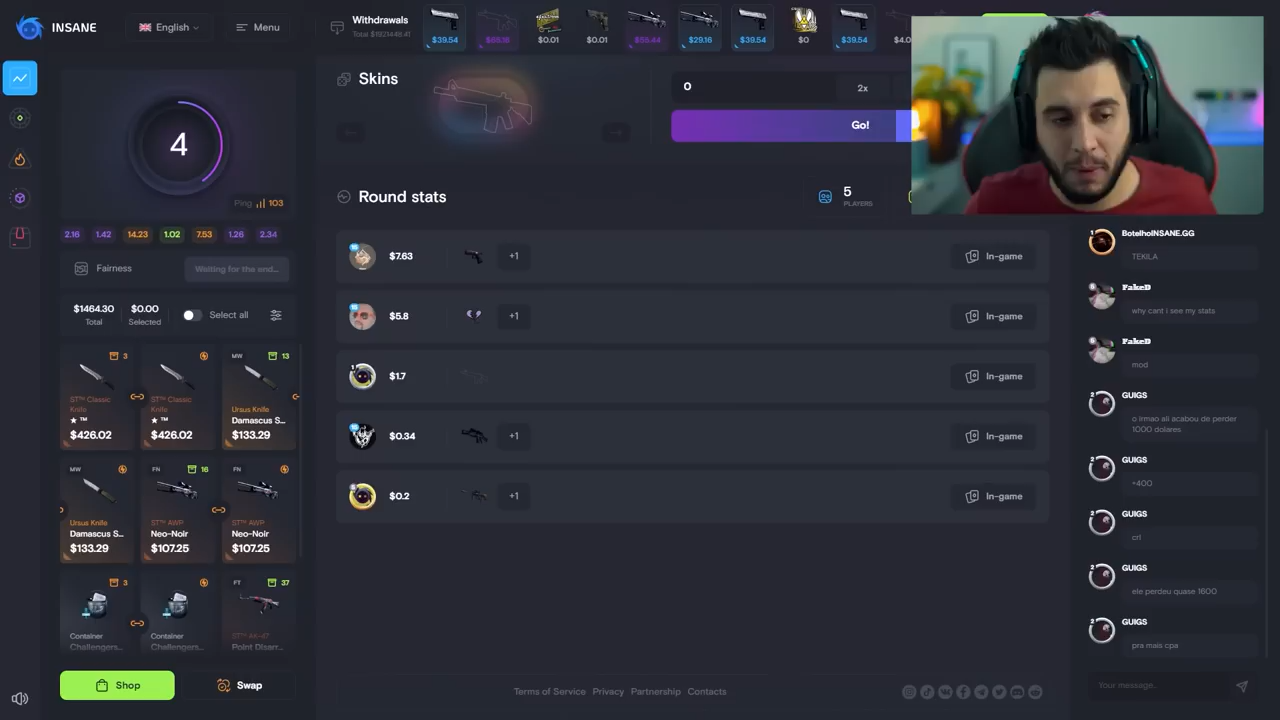 INSANE
English
Menu
Withdrawals
Total $1921448.41
$39.54
$65.18
$0.01
$0.01
$55.44
$29.16
$39.54
$0
$39.54
4
Ping 103
2.16 1.42 14.23 1.02 7.53 1.26 2.34
Fairness
Waiting for the end...
$1464.30
Total
$0.00
Selected
Select all
3
ST™ Classic
Knife
★ ™
$426.02
ST™ Classic
Knife
★ ™
$426.02
MW 13
Ursus Knife
Damascus S...
$133.29
MW
Ursus Knife
Damascus S...
$133.29
FN 16
ST™ AWP
Neo-Noir
$107.25
FN
ST™ AWP
Neo-Noir
$107.25
3
Container
Challengers...
Container
Challengers...
FT 37
ST™ AK-47
Point Disarr...
Shop
Swap
Skins
0
2x
Go!
Round stats
5
PLAYERS
$7.63 +1 In-game
$5.8 +1 In-game
$1.7 In-game
$0.34 +1 In-game
$0.2 +1 In-game
Terms of Service Privacy Partnership Contacts
BotelhoINSANE.GG
TEKILA
FakeD
why cant i see my stats
FakeD
mod
GUIGS
o irmao ali acabou de perder
1000 dolares
GUIGS
+400
GUIGS
crl
GUIGS
ele perdeu quase 1600
GUIGS
pra mais cpa
Your message..